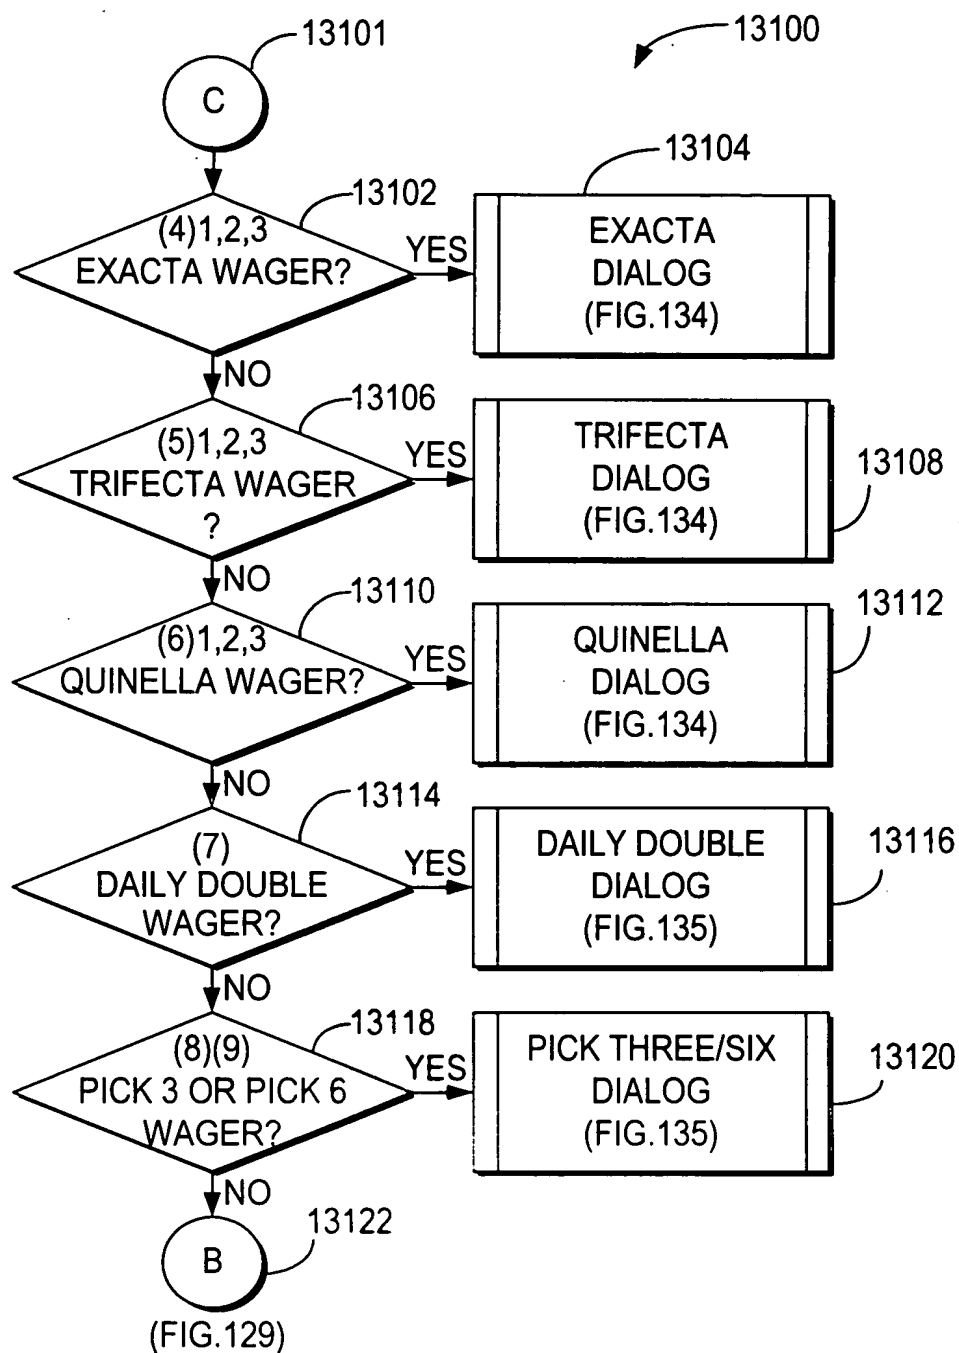 13101
13100
C
13104
13102
(4)1,2,3
EXACTA WAGER?
YES
EXACTA
DIALOG
(FIG.134)
NO
13106
(5)1,2,3
TRIFECTA WAGER
?
YES
TRIFECTA
DIALOG
(FIG.134)
13108
NO
13110
(6)1,2,3
QUINELLA WAGER?
YES
QUINELLA
DIALOG
(FIG.134)
13112
NO
13114
(7)
DAILY DOUBLE
WAGER?
YES
DAILY DOUBLE
DIALOG
(FIG.135)
13116
NO
13118
(8)(9)
PICK 3 OR PICK 6
WAGER?
YES
PICK THREE/SIX
DIALOG
(FIG.135)
13120
NO
13122
B
(FIG.129)